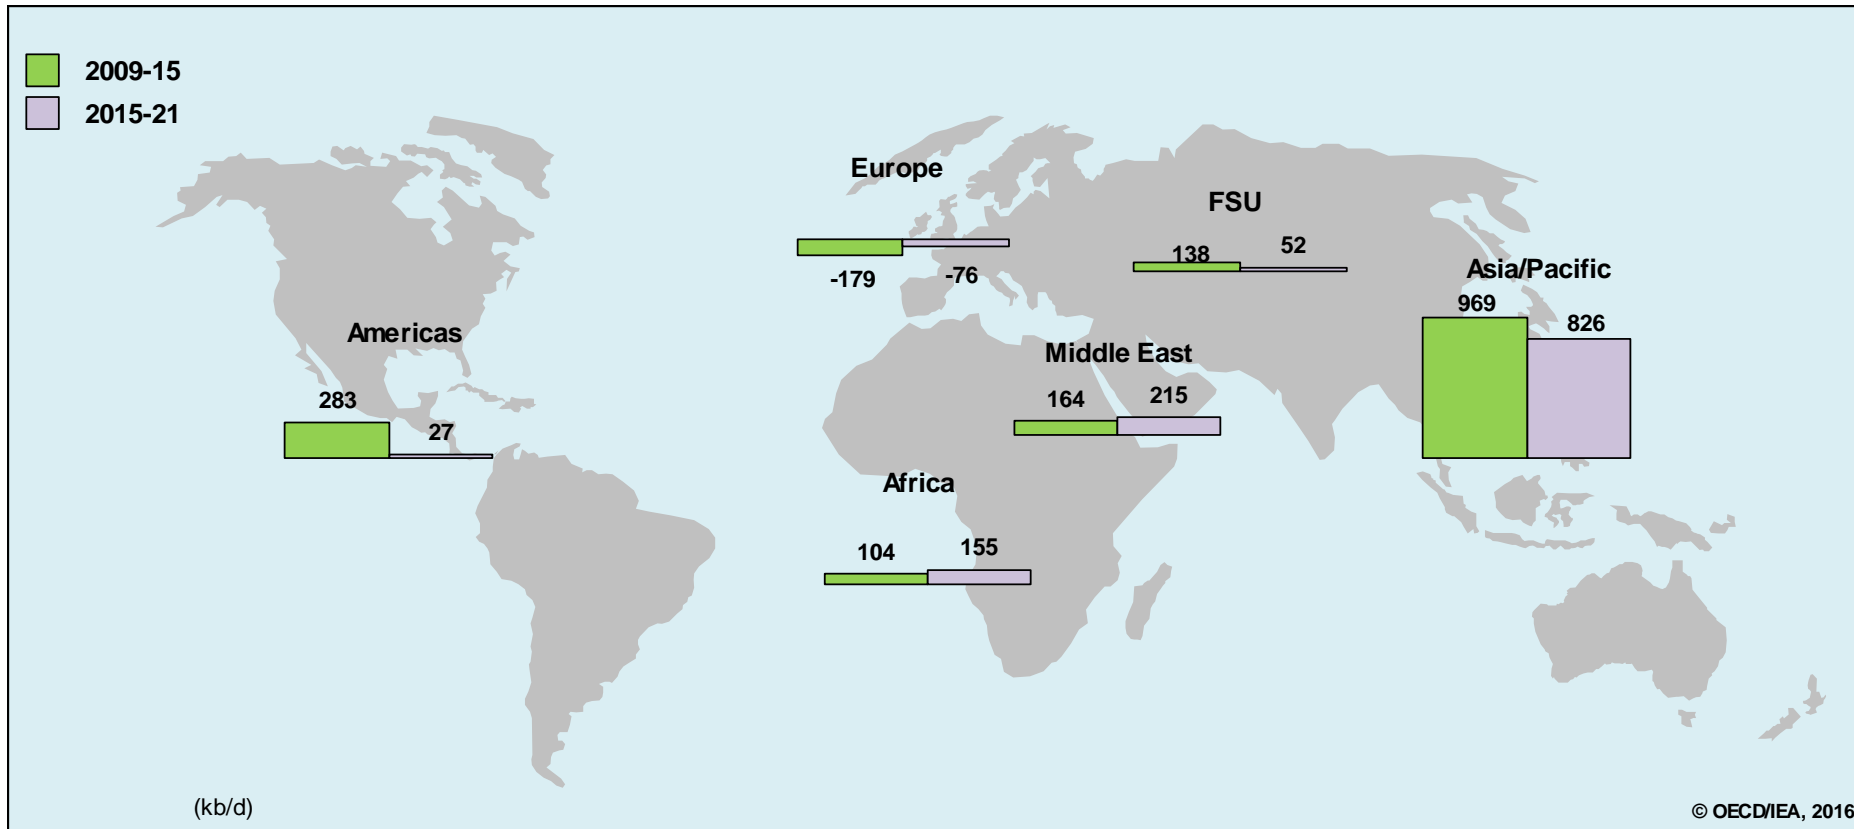 2009-15
2015-21
Europe
-179
-76
FSU
138
52
Asia/Pacific
969
826
Americas
283
27
Middle East
164
215
Africa
104
155
(kb/d)
© OECD/IEA, 2016